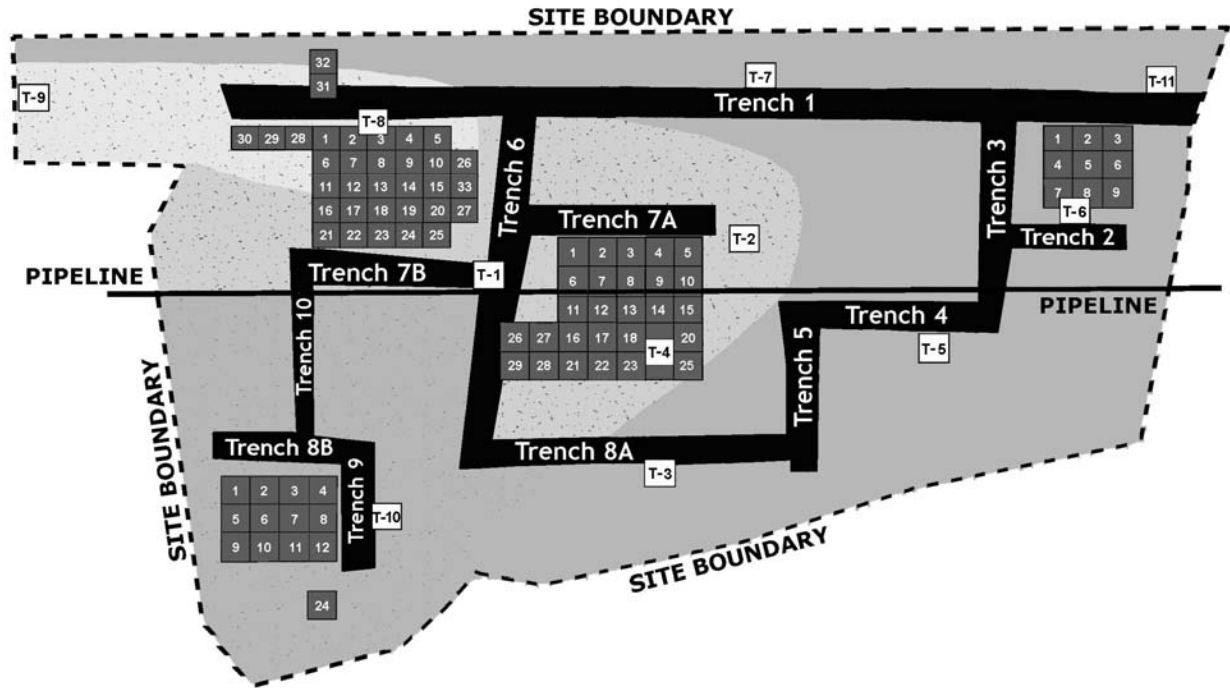 SITE BOUNDARY
32
31
T-9
T-7
T-11
Trench 1
T-8
30 29 28 1 2 3 4 5
6 7 8 9 10 26
11 12 13 14 15 33
16 17 18 19 20 27
21 22 23 24 25
Trench 6
Trench 3
1 2 3
4 5 6
7 8 9
T-6
Trench 2
Trench 7A
T-2
1 2 3 4 5
6 7 8 9 10
11 12 13 14 15
26 27 16 17 18 20
29 28 21 22 23 25
T-4
Trench 7B
T-1
PIPELINE
PIPELINE
Trench 10
Trench 4
T-5
Trench 5
Trench 8B
Trench 8A
T-3
Trench 9
T-10
1 2 3 4
5 6 7 8
9 10 11 12
24
SITE BOUNDARY
SITE BOUNDARY